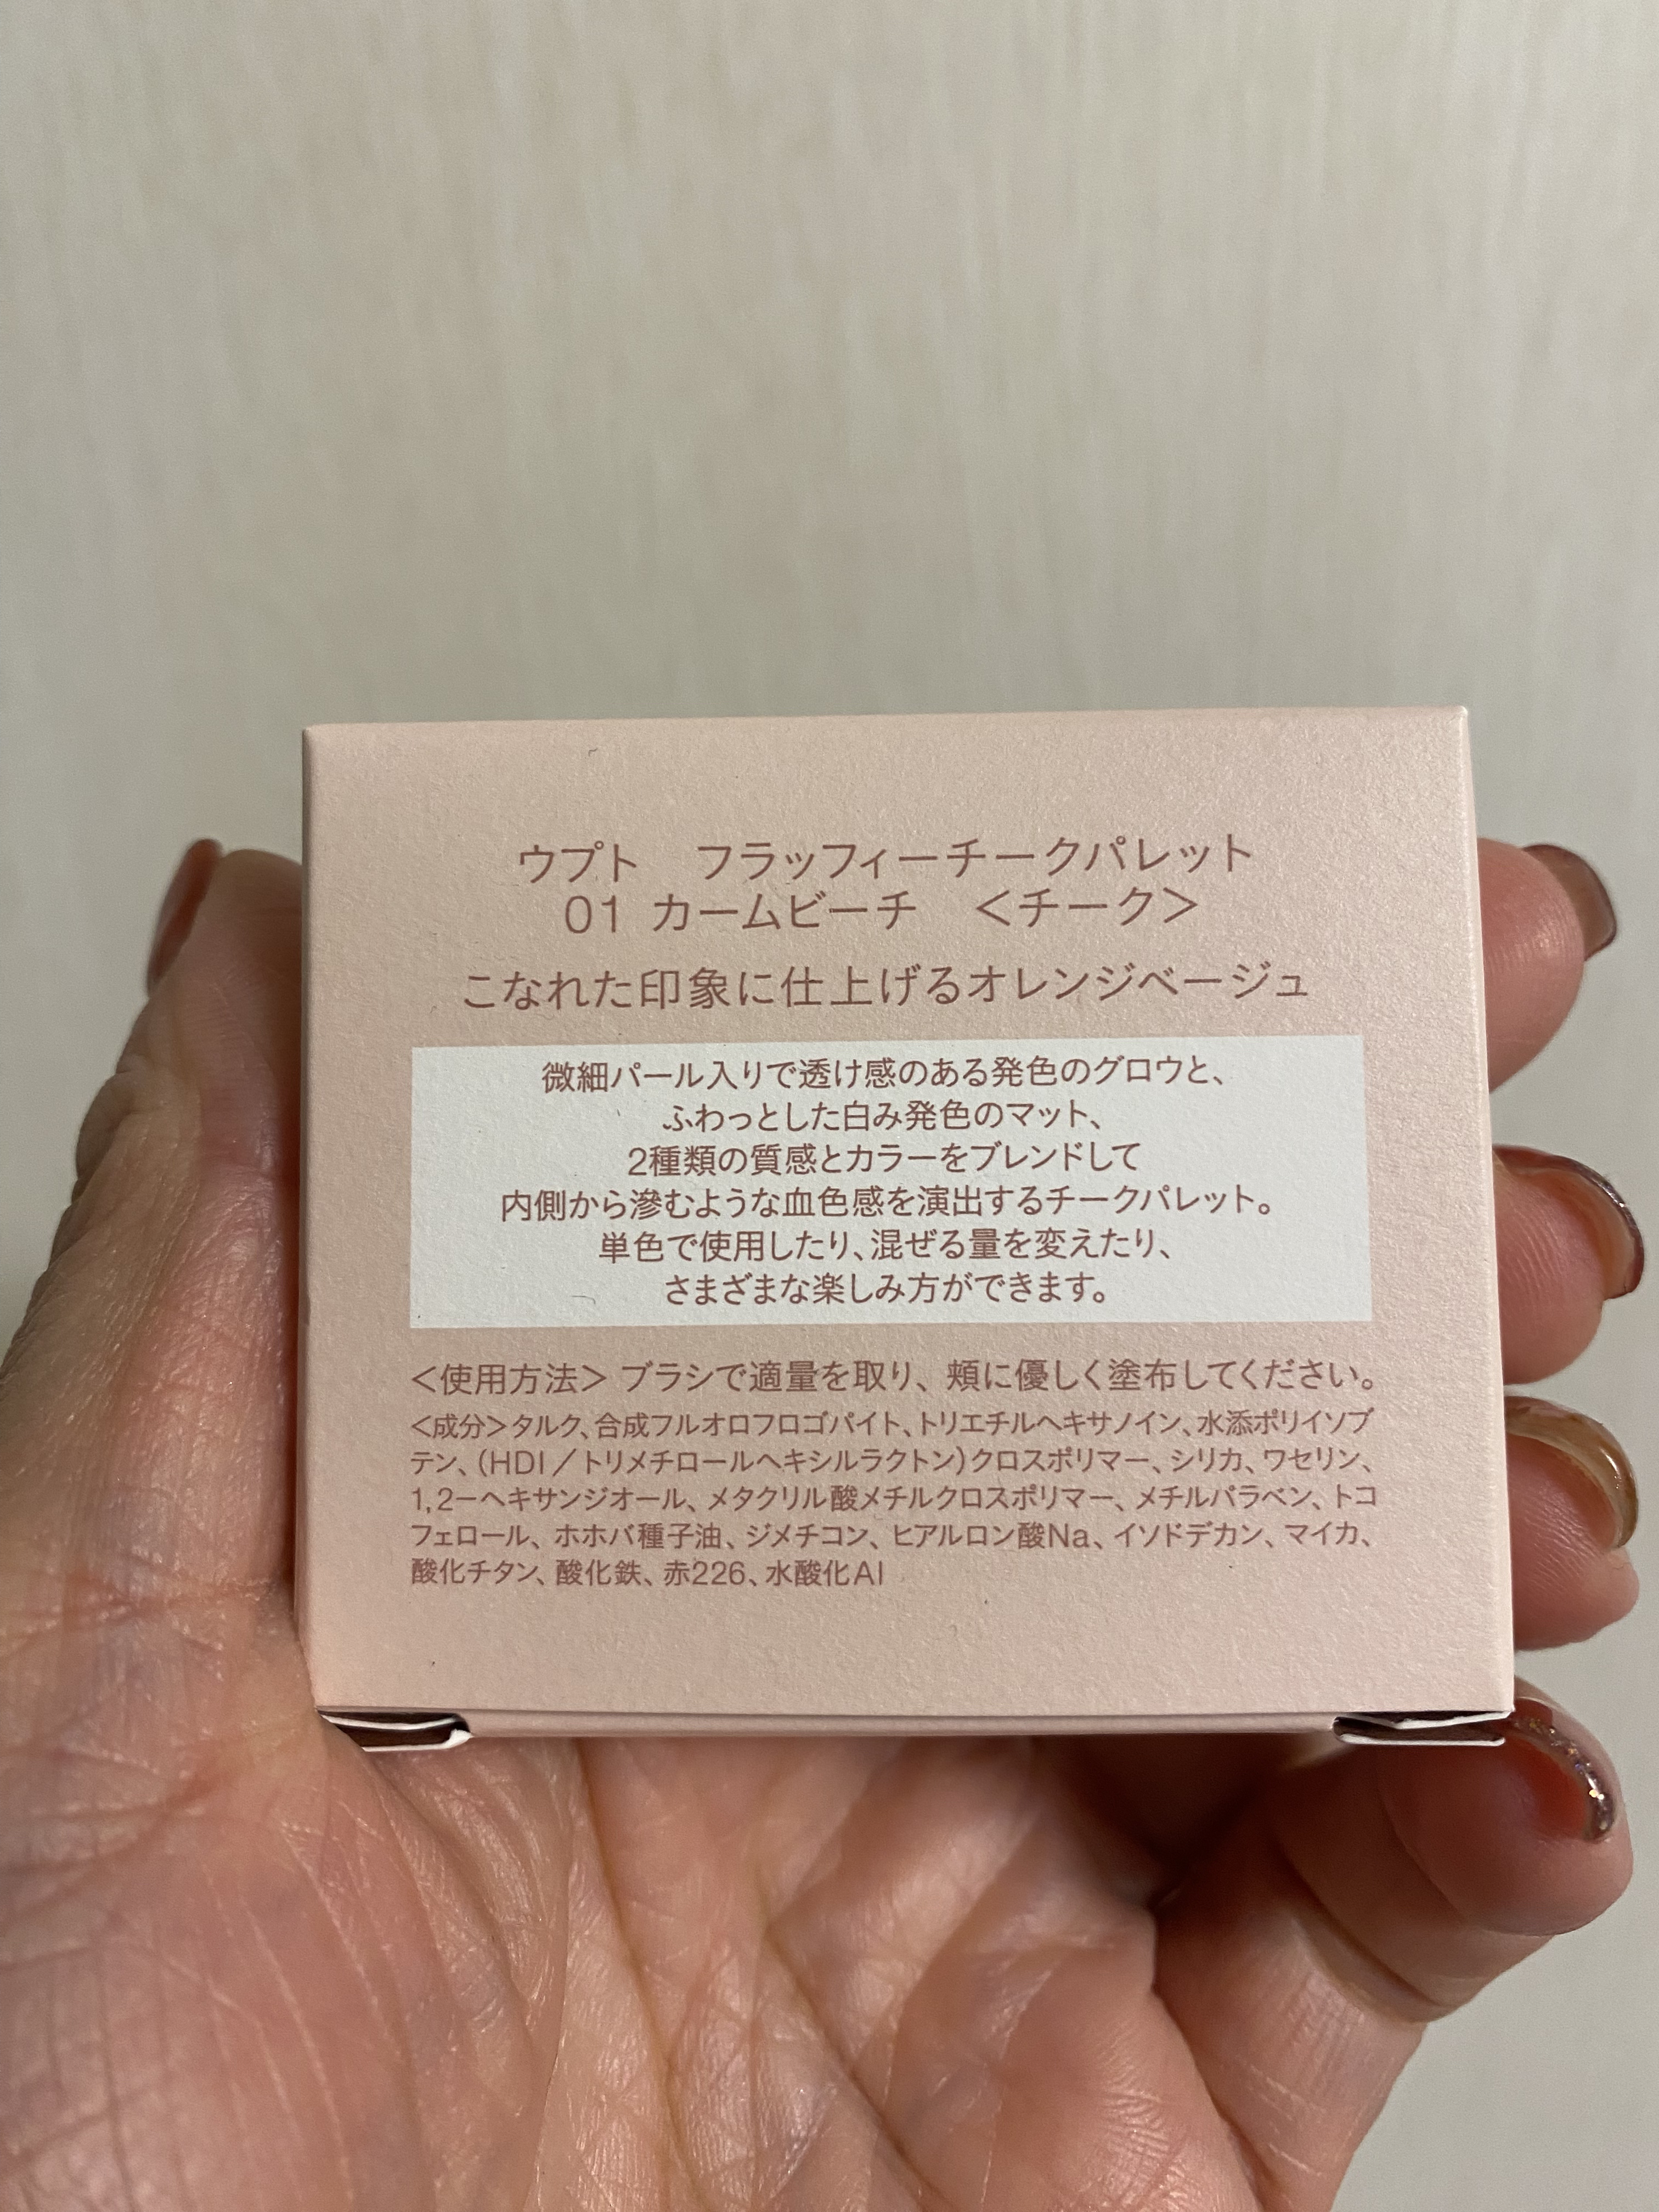 ウプト　フラッフィーチークパレット
01 カームビーチ　＜チーク＞
こなれた印象に仕上げるオレンジベージュ
微細パール入りで透け感のある発色のグロウと、
ふわっとした白み発色のマット、
2種類の質感とカラーをブレンドして
内側から滲むような血色感を演出するチークパレット。
単色で使用したり、混ぜる量を変えたり、
さまざまな楽しみ方ができます。
＜使用方法＞ ブラシで適量を取り、頬に優しく塗布してください。
＜成分＞タルク、合成フルオロフロゴパイト、トリエチルヘキサノイン、水添ポリイソブ
テン、（HDI／トリメチロールヘキシルラクトン）クロスポリマー、シリカ、ワセリン、
1,2－ヘキサンジオール、メタクリル酸メチルクロスポリマー、メチルパラベン、トコ
フェロール、ホホバ種子油、ジメチコン、ヒアルロン酸Na、イソドデカン、マイカ、
酸化チタン、酸化鉄、赤226、水酸化Al